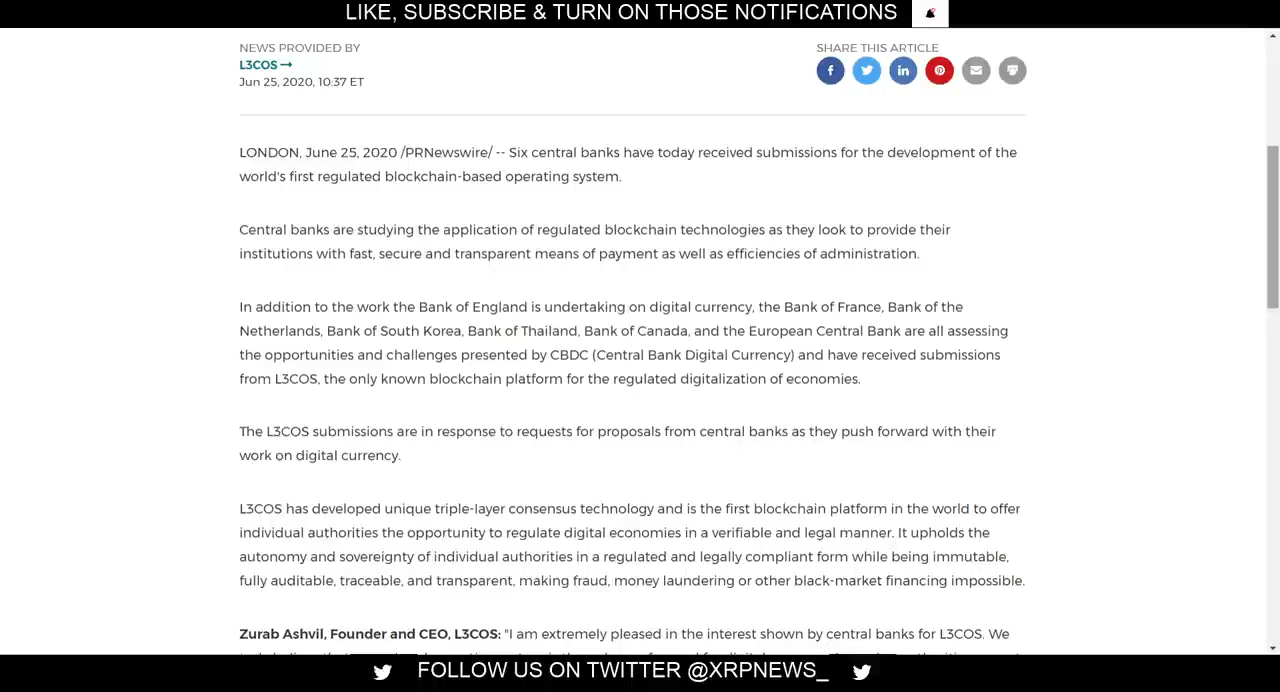 LIKE, SUBSCRIBE & TURN ON THOSE NOTIFICATIONS
NEWS PROVIDED BY
L3COS →
Jun 25, 2020, 10:37 ET
SHARE THIS ARTICLE
LONDON, June 25, 2020 /PRNewswire/ -- Six central banks have today received submissions for the development of the
world's first regulated blockchain-based operating system.
Central banks are studying the application of regulated blockchain technologies as they look to provide their
institutions with fast, secure and transparent means of payment as well as efficiencies of administration.
In addition to the work the Bank of England is undertaking on digital currency, the Bank of France, Bank of the
Netherlands, Bank of South Korea, Bank of Thailand, Bank of Canada, and the European Central Bank are all assessing
the opportunities and challenges presented by CBDC (Central Bank Digital Currency) and have received submissions
from L3COS, the only known blockchain platform for the regulated digitalization of economies.
The L3COS submissions are in response to requests for proposals from central banks as they push forward with their
work on digital currency.
L3COS has developed unique triple-layer consensus technology and is the first blockchain platform in the world to offer
individual authorities the opportunity to regulate digital economies in a verifiable and legal manner. It upholds the
autonomy and sovereignty of individual authorities in a regulated and legally compliant form while being immutable,
fully auditable, traceable, and transparent, making fraud, money laundering or other black-market financing impossible.
Zurab Ashvil, Founder and CEO, L3COS: "I am extremely pleased in the interest shown by central banks for L3COS. We
FOLLOW US ON TWITTER @XRPNEWS_